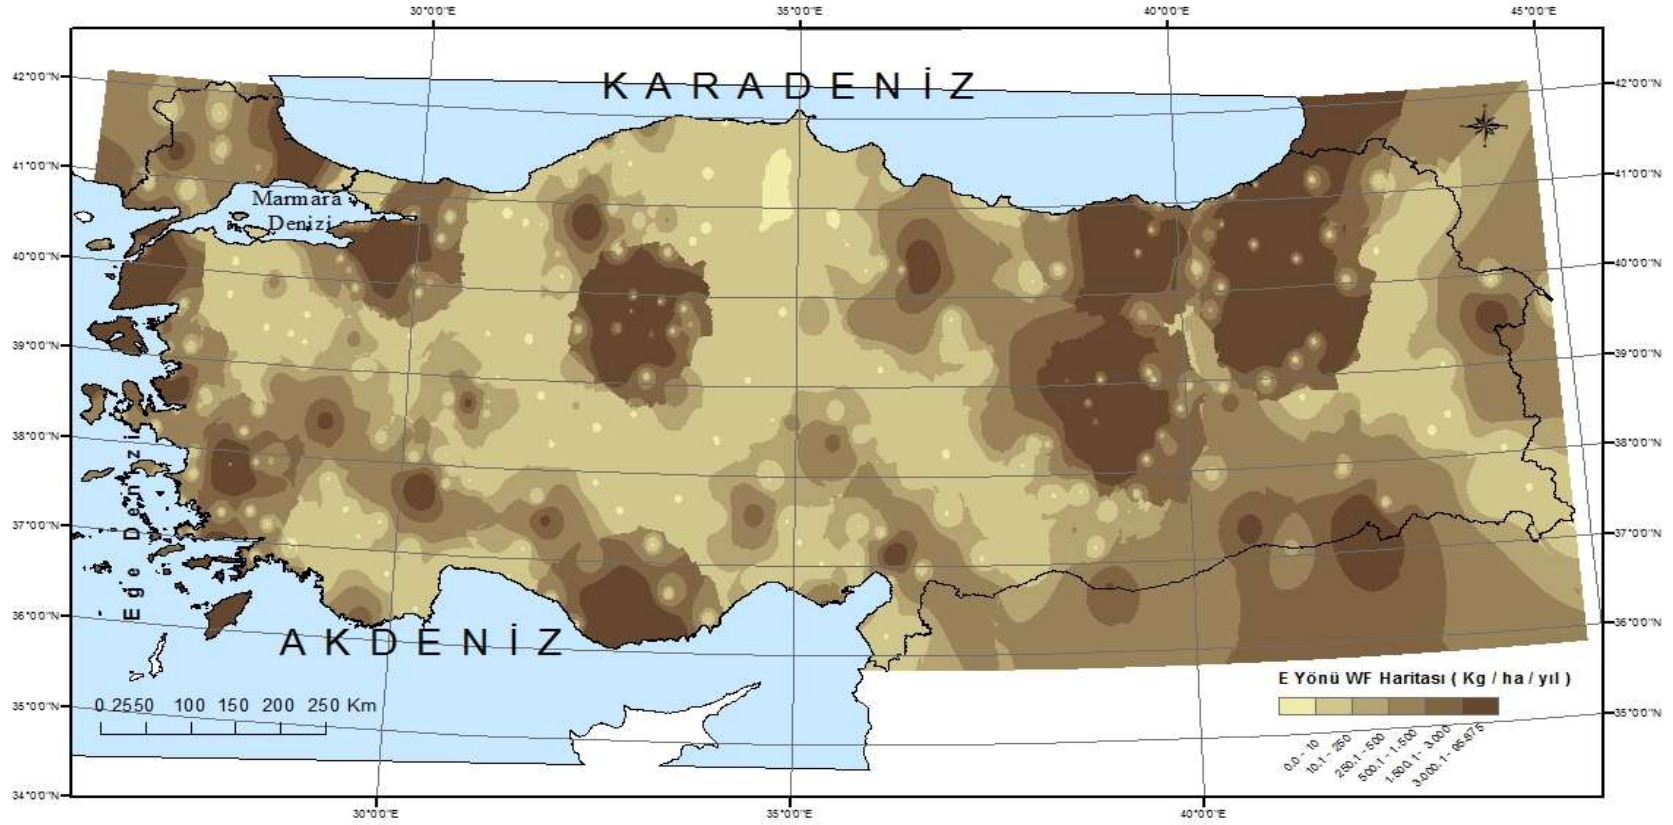 30°0'0"E 35°0'0"E 40°0'0"E 45°0'0"E
42°0'0"N 42°0'0"N
KARADENİZ
41°0'0"N 41°0'0"N
Marmara
Denizi
40°0'0"N 40°0'0"N
39°0'0"N 39°0'0"N
38°0'0"N 38°0'0"N
Ege Denizi
37°0'0"N 37°0'0"N
36°0'0"N 36°0'0"N
AKDENİZ
E Yönü WF Haritası ( Kg / ha / yıl )
0 2550 100 150 200 250 Km
35°0'0"N 35°0'0"N
0.0 - 10
10.1 - 250
250.1 - 500
500.1 - 1.500
1.500.1 - 3.000
34°0'0"N
30°0'0"E 35°0'0"E 40°0'0"E